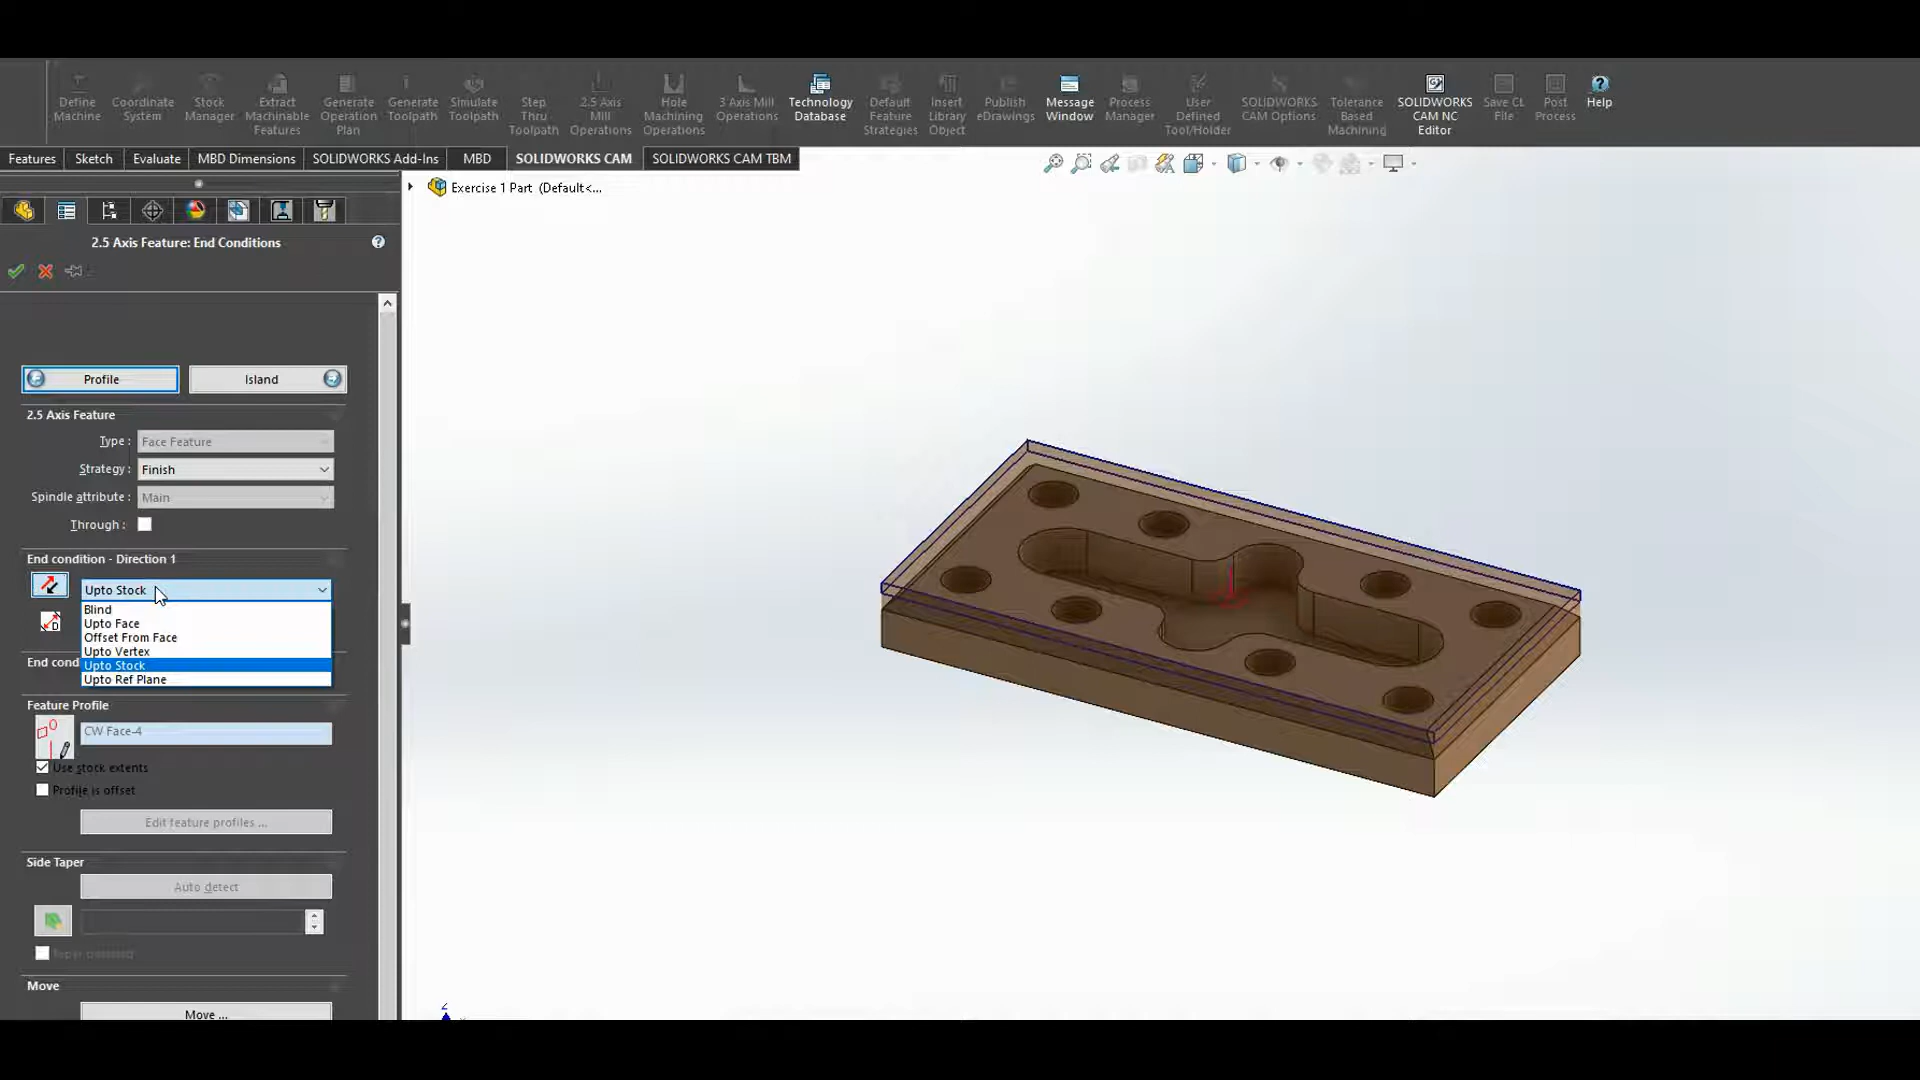 Define Machine
Coordinate System
Stock Manager
Extract Machinable Features
Generate Operation Plan
Generate Toolpath
Simulate Toolpath
Step Thru Toolpath
2.5 Axis Mill Operations
Hole Machining Operations
3 Axis Mill Operations
Technology Database
Default Feature Strategies
Insert Library Object
Publish eDrawings
Message Window
Process Manager
User Defined Tool/Holder
SOLIDWORKS CAM Options
Tolerance Based Machining
SOLIDWORKS CAM NC Editor
Save CL File
Post Process
Help
Features
Sketch
Evaluate
MBD Dimensions
SOLIDWORKS Add-Ins
MBD
SOLIDWORKS CAM
SOLIDWORKS CAM TBM
Exercise 1 Part (Default<...
2.5 Axis Feature: End Conditions
Profile
Island
2.5 Axis Feature
Type :
Face Feature
Strategy :
Finish
Spindle attribute :
Main
Through :
End condition - Direction 1
Upto Stock
Blind
Upto Face
Offset From Face
Upto Vertex
Upto Stock
Upto Ref Plane
End cond
Feature Profile
CW Face-4
Use stock extents
Profile is offset
Edit feature profiles ...
Side Taper
Auto detect
Move
Move ...